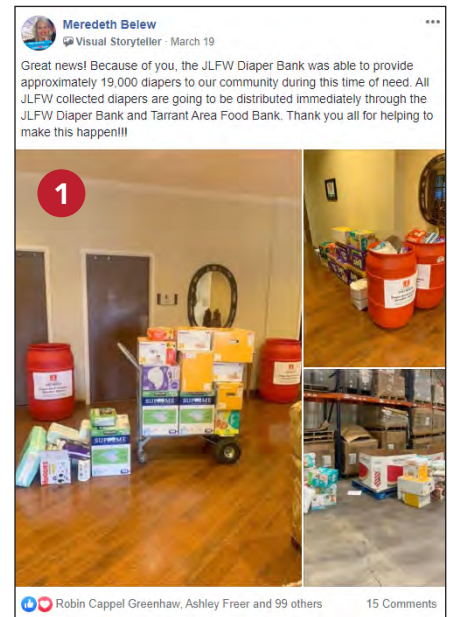 Meredeth Belew
Visual Storyteller · March 19
Great news! Because of you, the JLFW Diaper Bank was able to provide
approximately 19,000 diapers to our community during this time of need. All
JLFW collected diapers are going to be distributed immediately through the
JLFW Diaper Bank and Tarrant Area Food Bank. Thank you all for helping to
make this happen!!!
1
SUPREME
SUPREME
Robin Cappel Greenhaw, Ashley Freer and 99 others 15 Comments